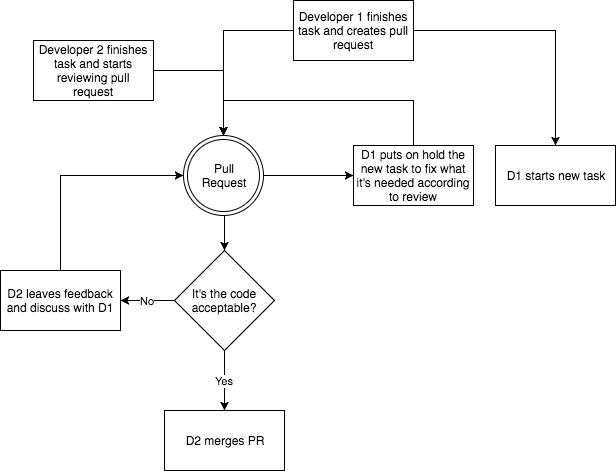 Developer 1 finishes
task and creates pull
request
Developer 2 finishes
task and starts
reviewing pull
request
Pull
Request
D1 puts on hold the
new task to fix what
it's needed according
to review
D1 starts new task
D2 leaves feedback
and discuss with D1
No
It's the code
acceptable?
Yes
D2 merges PR